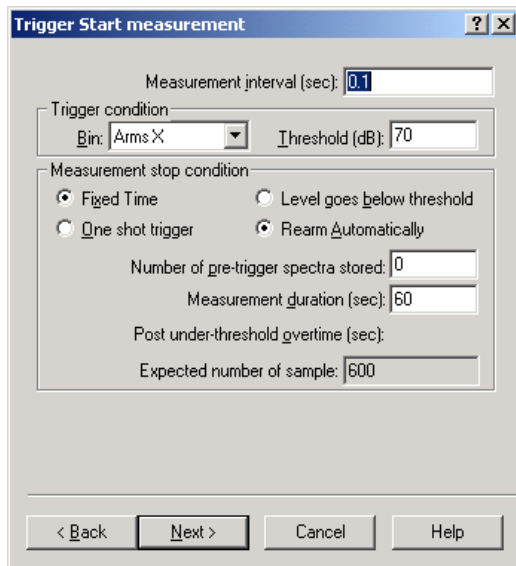 Trigger Start measurement
Measurement interval (sec): 0.1
Trigger condition
Bin: Arms X Threshold (dB): 70
Measurement stop condition
Fixed Time Level goes below threshold
One shot trigger Rearm Automatically
Number of pre-trigger spectra stored: 0
Measurement duration (sec): 60
Post under-threshold overtime (sec):
Expected number of sample: 600
< Back Next > Cancel Help